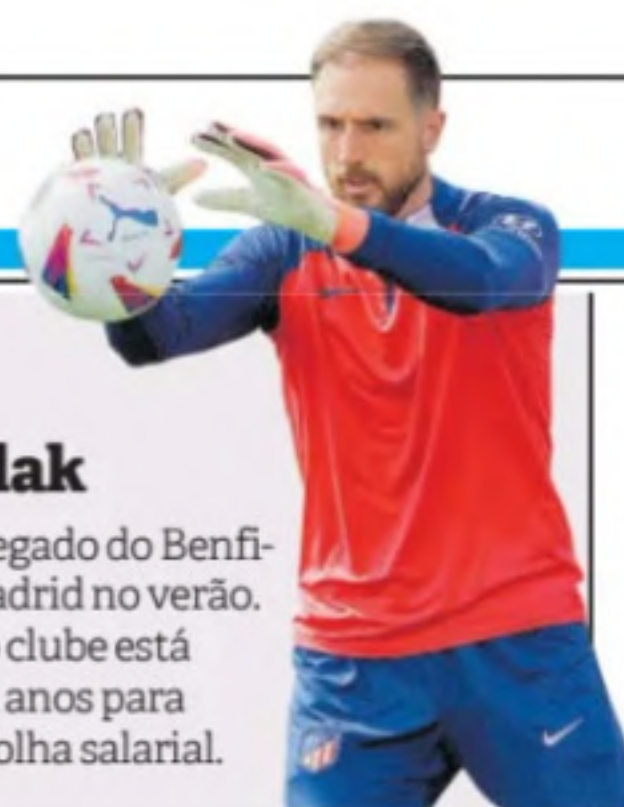 lak
egado do Benfi-
adrid no verão.
clube está
anos para
olha salarial.